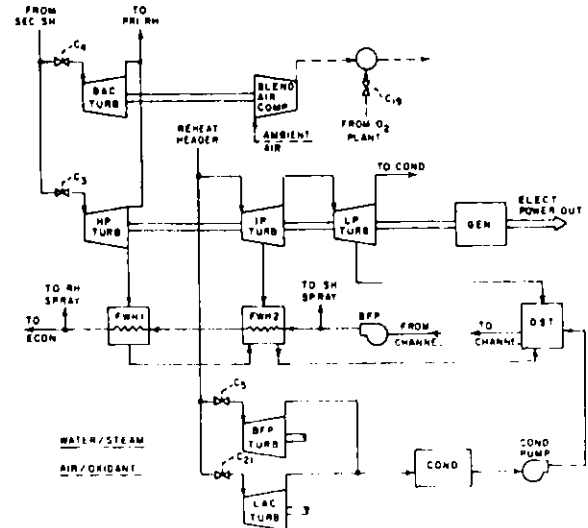 FROM
SEC SH
TO
PRI RH
C4
BAC
TURB
BLEND
AIR
COMP
C19
FROM O2
PLANT
AMBIENT
AIR
REHEAT
HEADER
TO COND
C3
HP
TURB
IP
TURB
LP
TURB
GEN
ELECT
POWER OUT
TO RH
SPRAY
TO SH
SPRAY
FWH1
FWH2
BFP
TO
ECON
FROM
CHANNEL
TO
CHANNEL
DST
C5
BFP
TURB
WATER/STEAM
C21
COND
COND
PUMP
AIR/OXIDANT
LAC
TURB